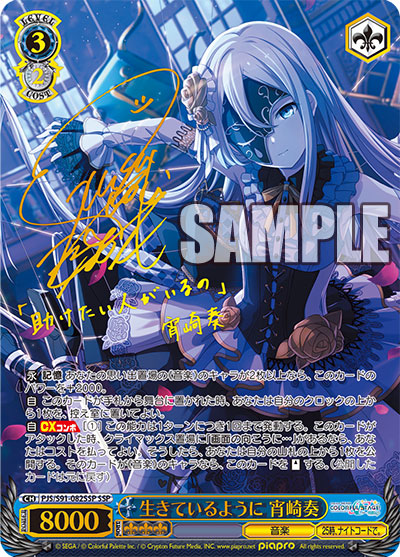 LEVEL
3
2
COST
SAMPLE
「助けたい人がいるの」
宵崎奏
永 記憶 あなたの思い出置場の《音楽》のキャラが2枚以上なら、このカードの
パワーを+2000。
自 このカードが手札から舞台に置かれた時、あなたは自分のクロックの上か
ら1枚を、控え室に置いてよい。
自 CXコンボ [①] この能力は1ターンにつき1回まで発動する。このカードが
アタックした時、クライマックス置場に「画面の向こうに…」があるなら、あな
たはコストを払ってよい。そうしたら、あなたは自分の山札の上から1枚を公
開する。そのカードが《音楽》のキャラなら、このカードを する。(公開した
カードは元に戻す)
CH PJS/S91-082SSP SSP
生きているように 宵崎奏
COLORFUL STAGE!
POWER
8000
SOUL
音楽
25時、ナイトコードで。
© SEGA / © Colorful Palette Inc. / © Crypton Future Media, INC. www.piapro.net piapro